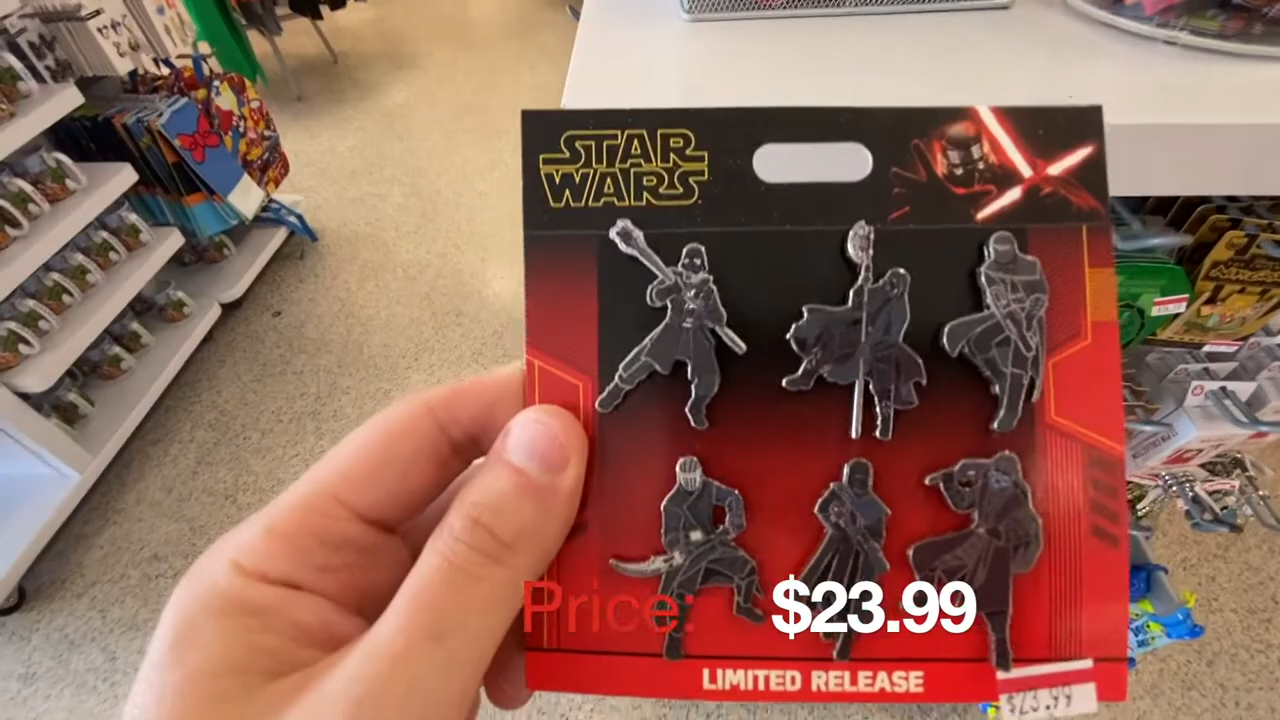 STAR
WARS
Price: $23.99
LIMITED RELEASE
$23.99